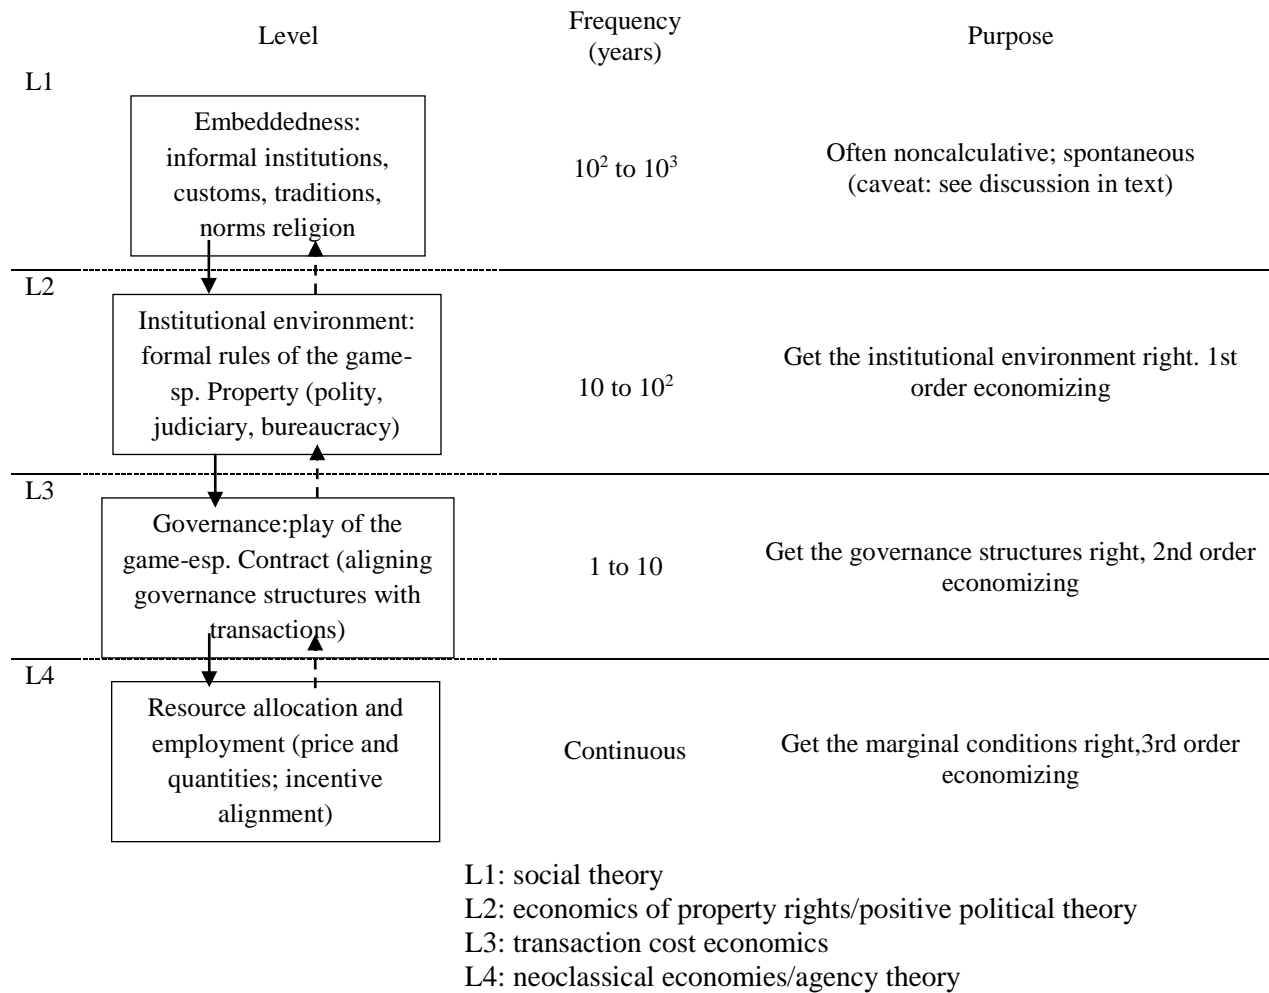 Level
Frequency
(years)
Purpose
L1
Embeddedness:
informal institutions,
customs, traditions,
norms religion
10² to 10³
Often noncalculative; spontaneous
(caveat: see discussion in text)
L2
Institutional environment:
formal rules of the game-
sp. Property (polity,
judiciary, bureaucracy)
10 to 10²
Get the institutional environment right. 1st
order economizing
L3
Governance:play of the
game-esp. Contract (aligning
governance structures with
transactions)
1 to 10
Get the governance structures right, 2nd order
economizing
L4
Resource allocation and
employment (price and
quantities; incentive
alignment)
Continuous
Get the marginal conditions right,3rd order
economizing
L1: social theory
L2: economics of property rights/positive political theory
L3: transaction cost economics
L4: neoclassical economies/agency theory